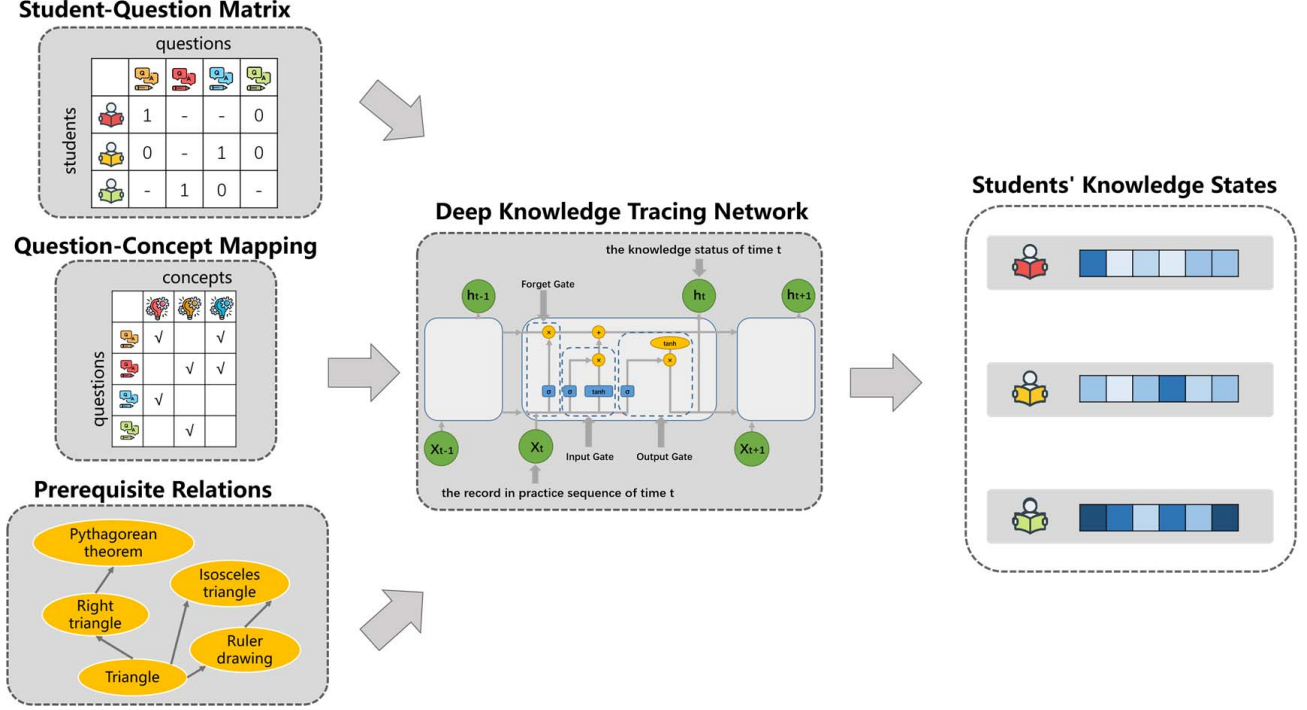 Student-Question Matrix
questions
students
1 - - 0
0 - 1 0
- 1 0 -
Question-Concept Mapping
concepts
questions
√ √
√ √
√
√
Prerequisite Relations
Pythagorean
theorem
Isosceles
triangle
Right
triangle
Ruler
drawing
Triangle
Deep Knowledge Tracing Network
the knowledge status of time t
ht-1
Forget Gate
ht
ht+1
× +
tanh
× ×
σ σ tanh σ
Xt-1
Xt
Input Gate
Output Gate
Xt+1
the record in practice sequence of time t
Students' Knowledge States